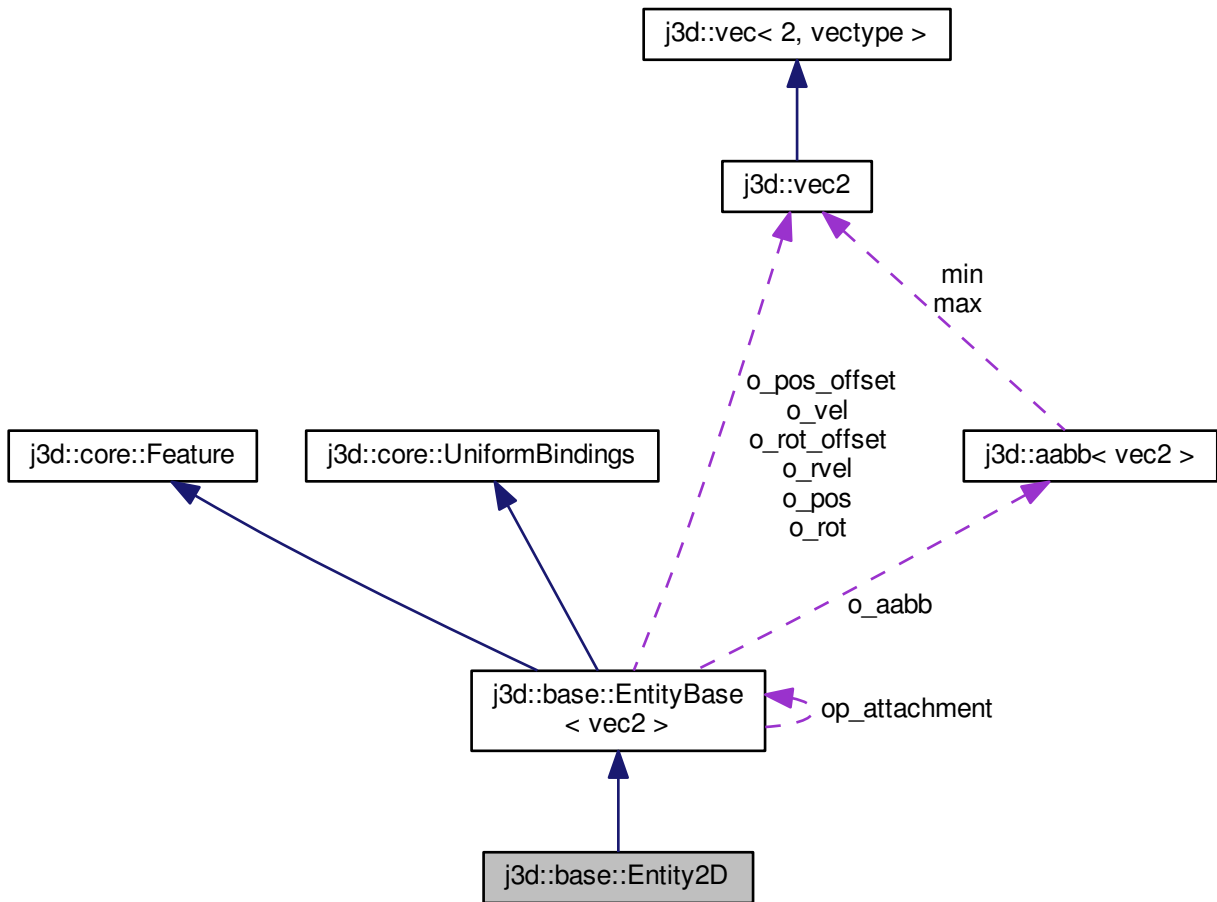 j3d::vec< 2, vectype >
j3d::vec2
min
max
o_pos_offset
o_vel
o_rot_offset
o_rvel
o_pos
o_rot
j3d::core::Feature
j3d::core::UniformBindings
j3d::aabb< vec2 >
o_aabb
j3d::base::EntityBase
< vec2 >
op_attachment
j3d::base::Entity2D